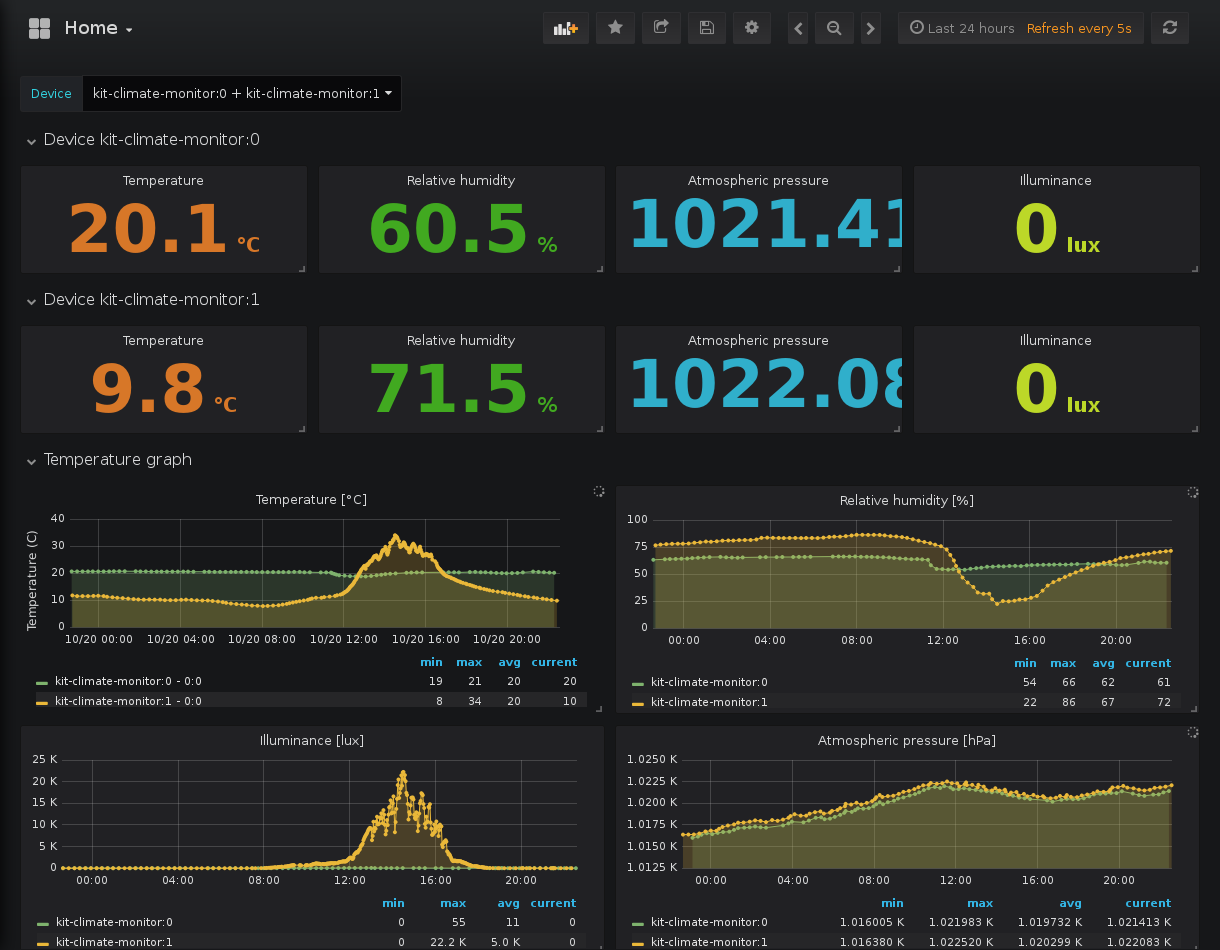 Home
Last 24 hours Refresh every 5s
Device kit-climate-monitor:0 + kit-climate-monitor:1
Device kit-climate-monitor:0
Temperature Relative humidity Atmospheric pressure Illuminance
20.1 °C 60.5 % 1021.41 0 lux
Device kit-climate-monitor:1
Temperature Relative humidity Atmospheric pressure Illuminance
9.8 °C 71.5 % 1022.08 0 lux
Temperature graph
Temperature [°C]
Temperature (C)
40
30
20
10
0
10/20 00:00 10/20 04:00 10/20 08:00 10/20 12:00 10/20 16:00 10/20 20:00
min max avg current
kit-climate-monitor:0 - 0:0 19 21 20 20
kit-climate-monitor:1 - 0:0 8 34 20 10
Relative humidity [%]
100
75
50
25
0
00:00 04:00 08:00 12:00 16:00 20:00
min max avg current
kit-climate-monitor:0 54 66 62 61
kit-climate-monitor:1 22 86 67 72
Illuminance [lux]
25 K
20 K
15 K
10 K
5 K
0
00:00 04:00 08:00 12:00 16:00 20:00
min max avg current
kit-climate-monitor:0 0 55 11 0
kit-climate-monitor:1 0 22.2 K 5.0 K 0
Atmospheric pressure [hPa]
1.0250 K
1.0225 K
1.0200 K
1.0175 K
1.0150 K
1.0125 K
00:00 04:00 08:00 12:00 16:00 20:00
min max avg current
kit-climate-monitor:0 1.016005 K 1.021983 K 1.019732 K 1.021413 K
kit-climate-monitor:1 1.016380 K 1.022520 K 1.020299 K 1.022083 K